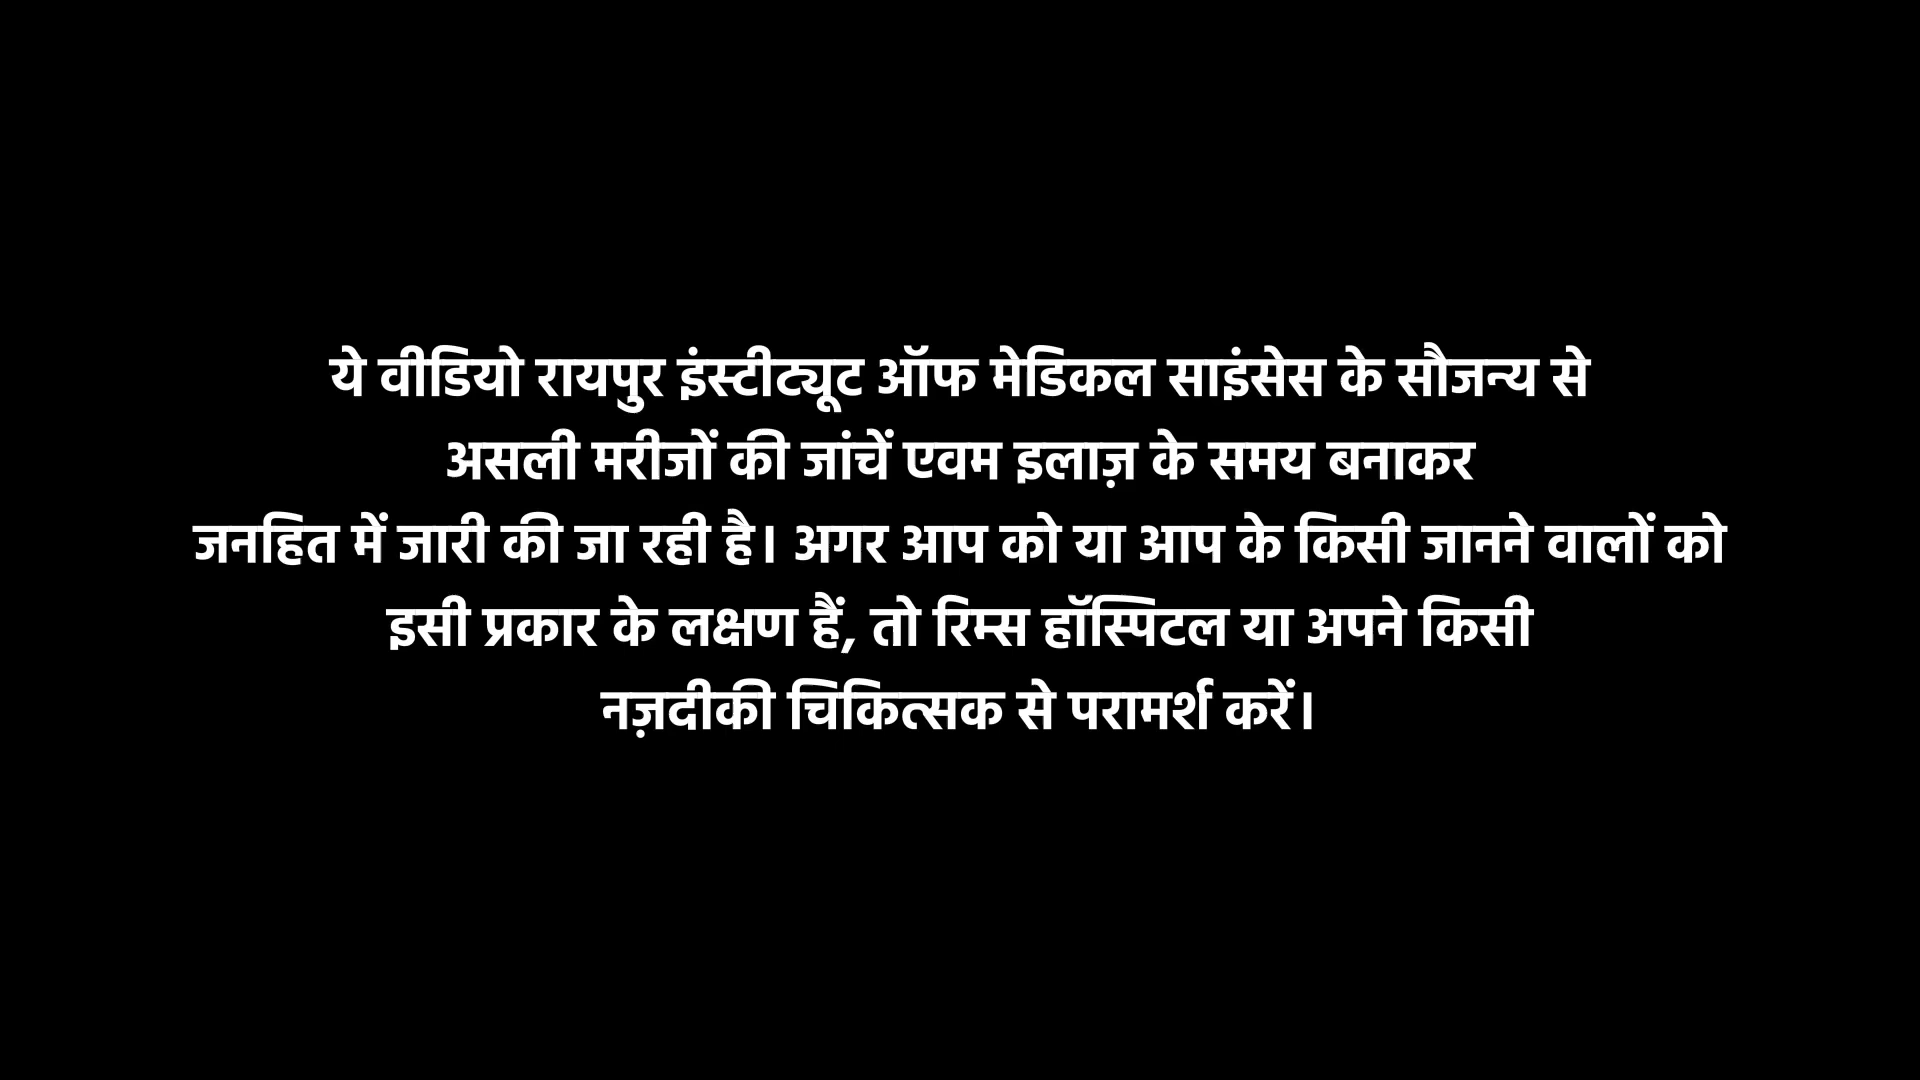 ये वीडियो रायपुर इंस्टीट्यूट ऑफ मेडिकल साइंसेस के सौजन्य से
असली मरीजों की जांचें एवम इलाज़ के समय बनाकर
जनहित में जारी की जा रही है। अगर आप को या आप के किसी जानने वालों को
इसी प्रकार के लक्षण हैं, तो रिम्स हॉस्पिटल या अपने किसी
नज़दीकी चिकित्सक से परामर्श करें।